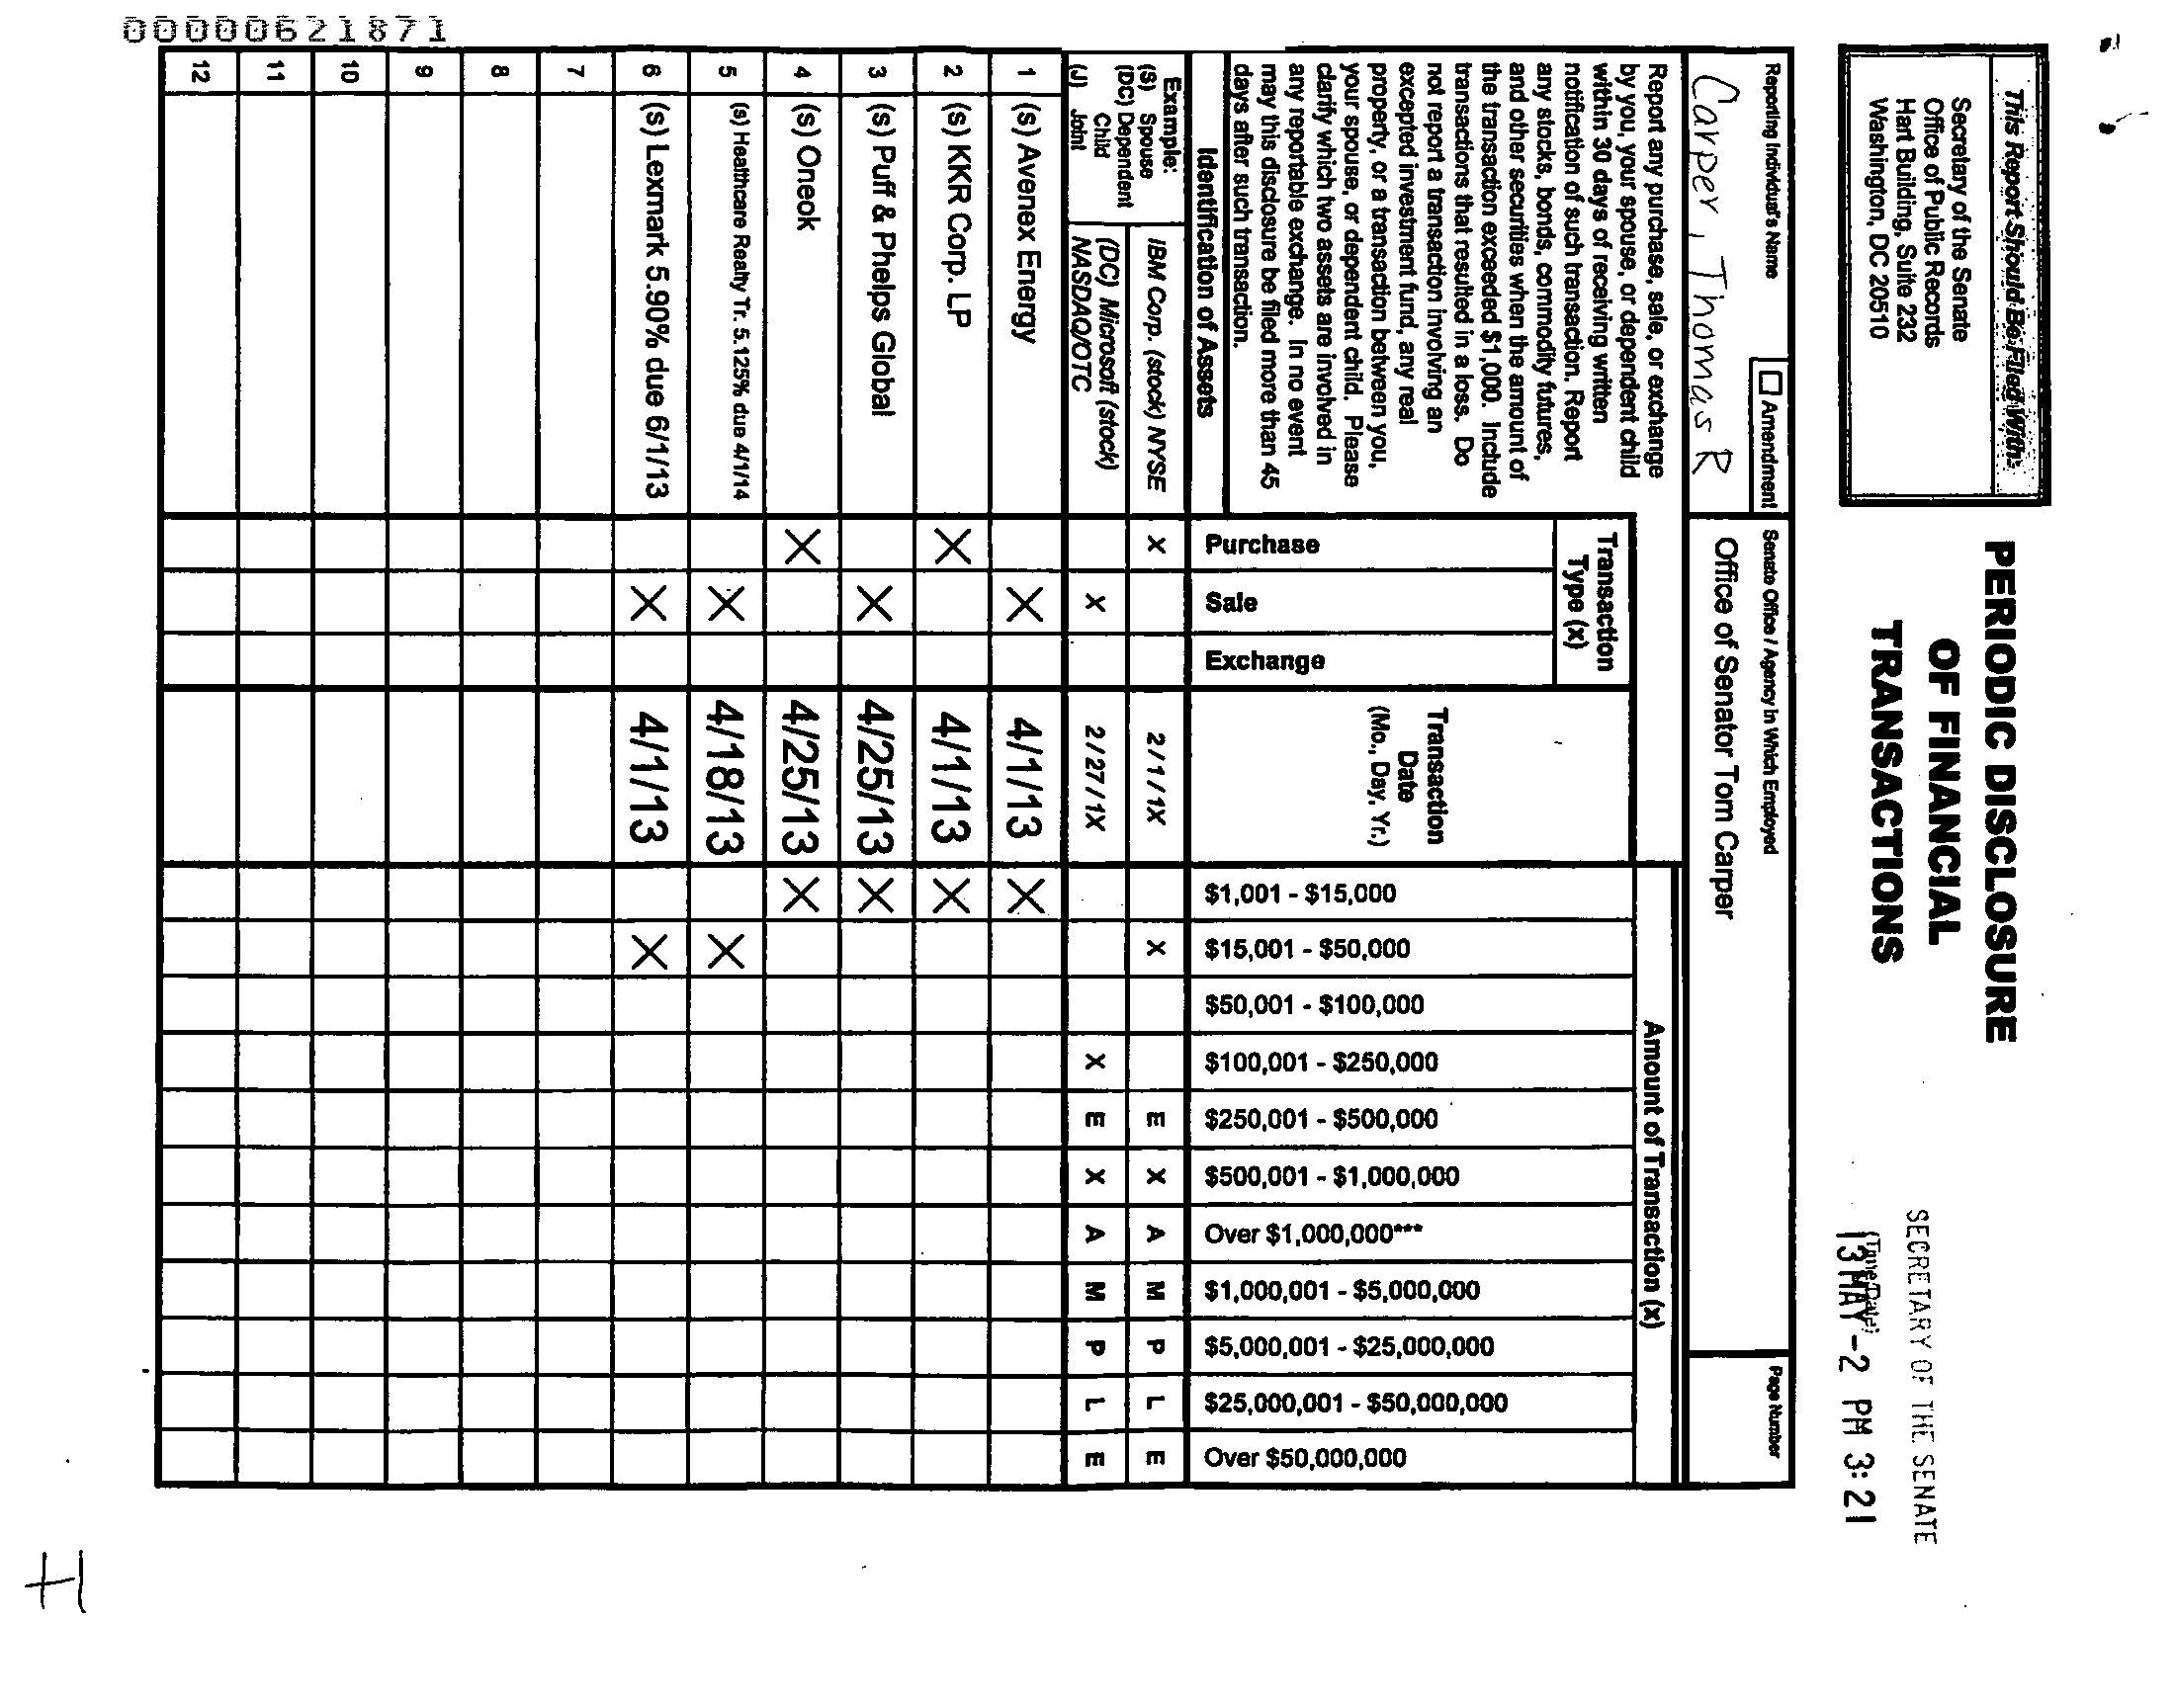 This Report Should Be Filed With:
Secretary of the Senate
Office of Public Records
Hart Building, Suite 232
Washington, DC 20510
PERIODIC DISCLOSURE
OF FINANCIAL
TRANSACTIONS
SECRETARY OF THE SENATE
(Time/Date)
13 MAY -2 PM 3:21
Reporting Individual's Name
Amendment
Carper, Thomas R
Senate Office / Agency in Which Employed
Office of Senator Tom Carper
Page Number
Report any purchase, sale, or exchange
by you, your spouse, or dependent child
within 30 days of receiving written
notification of such transaction. Report
any stocks, bonds, commodity futures,
and other securities when the amount of
the transaction exceeded $1,000. Include
transactions that resulted in a loss. Do
not report a transaction involving an
excepted investment fund, any real
property, or a transaction between you,
your spouse, or dependent child. Please
clarify which two assets are involved in
any reportable exchange. In no event
may this disclosure be filed more than 45
days after such transaction.
Identification of Assets
Transaction
Type (x)
Purchase
Sale
Exchange
Transaction
Date
(Mo., Day, Yr.)
Amount of Transaction (x)
$1,001 - $15,000
$15,001 - $50,000
$50,001 - $100,000
$100,001 - $250,000
$250,001 - $500,000
$500,001 - $1,000,000
Over $1,000,000***
$1,000,001 - $5,000,000
$5,000,001 - $25,000,000
$25,000,001 - $50,000,000
Over $50,000,000
Example:
(S) Spouse
(DC) Dependent
Child
(J) Joint
IBM Corp. (stock) NYSE X 2 / 1 / 1X X E X A M P L E
(DC) Microsoft (stock)
NASDAQ/OTC X 2 / 27 / 1X X E X A M P L E
1 (s) Avenex Energy X 4/1/13 X
2 (s) KKR Corp. LP X 4/1/13 X
3 (s) Puff & Phelps Global X 4/25/13 X
4 (s) Oneok X 4/25/13 X
5 (s) Healthcare Realty Tr. 5.125% due 4/1/14 X 4/18/13 X
6 (s) Lexmark 5.90% due 6/1/13 X 4/1/13 X
7
8
9
10
11
12
00000621871